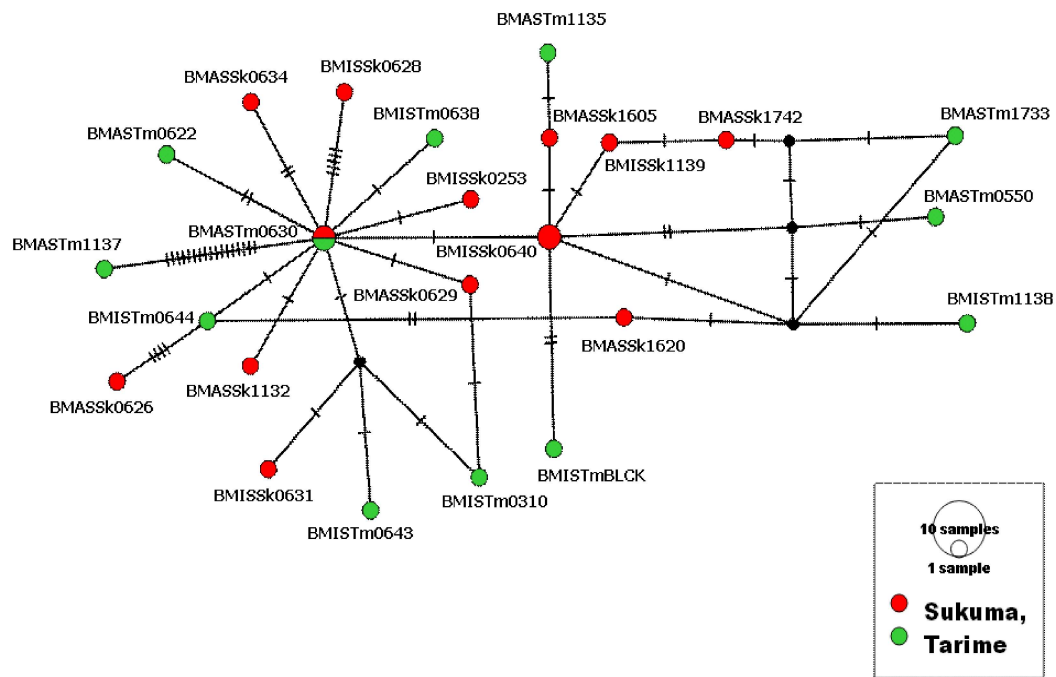 BMASTm1135
BMISSk0628
BMASSk0634
BMISTm0638
BMASSk1605
BMASSk1742
BMASTm1733
BMASTm0622
BMISSk1139
BMISSk0253
BMASTm0550
BMASTm0630
BMASTm1137
BMISSk0640
BMASSk0629
BMISTm1138
BMISTm0644
BMASSk1620
BMASSk1132
BMASSk0626
BMISTmBLCK
BMISSk0631
BMISTm0310
BMISTm0643
10 samples
1 sample
Sukuma,
Tarime